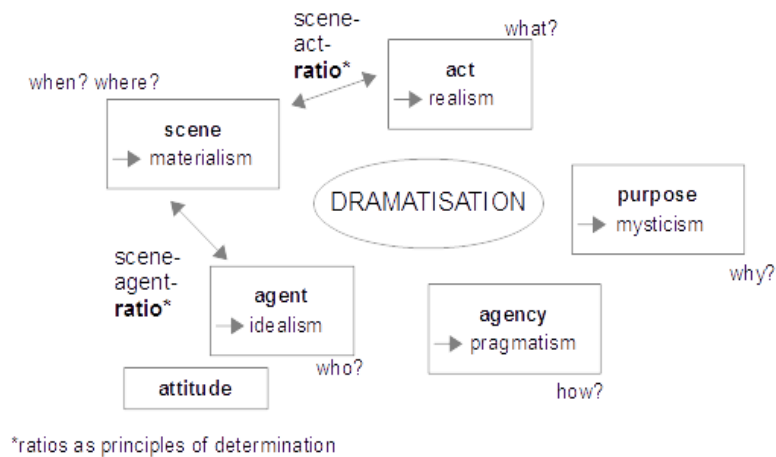 scene-
act-
ratio*
what?
act
realism
when? where?
scene
materialism
DRAMATISATION
purpose
mysticism
why?
scene-
agent-
ratio*
agent
idealism
who?
agency
pragmatism
how?
attitude
*ratios as principles of determination